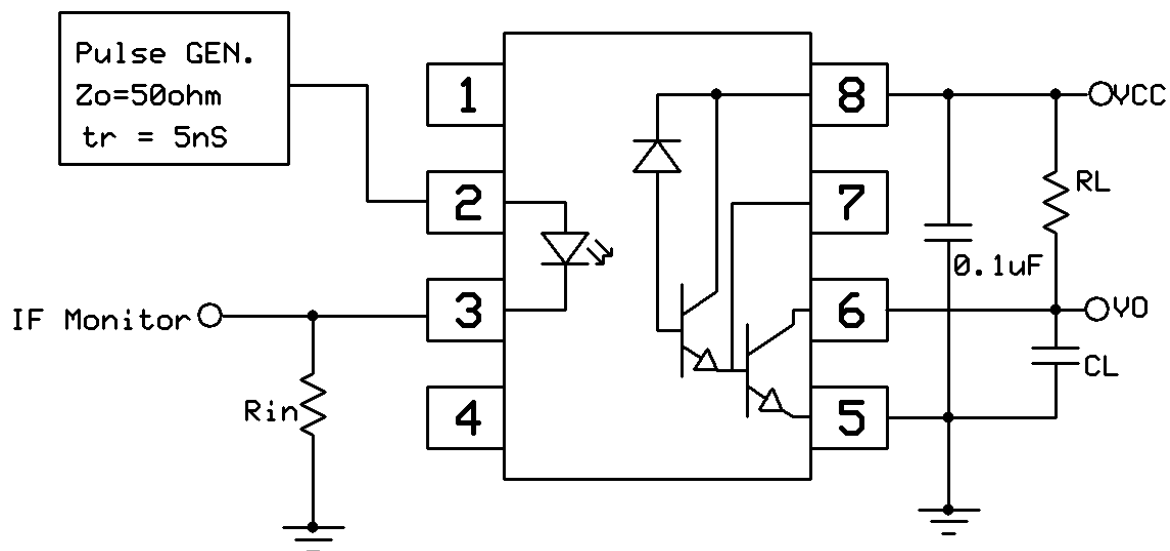 Pulse GEN.
Zo=50ohm
tr = 5nS
1
2
3
4
IF Monitor
Rin
8
7
6
5
VCC
RL
0.1uF
VO
CL